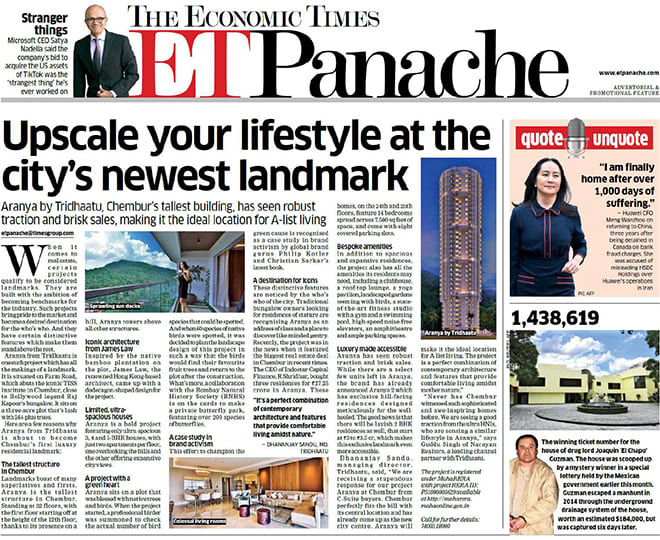 Stranger
things
Microsoft CEO Satya
Nadella said the
company's bid to
acquire the US assets
of TikTok was the
'strangest thing' he's
ever worked on
THE ECONOMIC TIMES
ET Panache
www.etpanache.com
ADVERTORIAL &
PROMOTIONAL FEATURE
Upscale your lifestyle at the
city's newest landmark
Aranya by Tridhaatu, Chembur's tallest building, has seen robust
traction and brisk sales, making it the ideal location for A-list living
etpanache@timesgroup.com
When it
comes to
real estate,
certain
projects
qualify to be considered
landmarks. They are
built with the ambition of
becoming benchmarks for
the industry. Such projects
bring pride to the market and
become a desired destination
for the who's who. And they
have certain distinctive
features which make them
stand above the rest.
Aranya from Tridhaatu is
one such project which has all
the makings of a landmark.
It is situated on Farm Road,
which abuts the iconic TISS
institute in Chembur, close
to Bollywood legend Raj
Kapoor's bungalow. It sits on
a three-acre plot that's lush
with 146 plus trees.
Here are a few reasons why
Aranya from Tridhaatu is
about to become
Chembur's first luxury
residential landmark:
The tallest structure
in Chembur
Landmarks boast of many
superlatives and firsts.
Aranya is the tallest
structure in Chembur.
Standing at 32 floors, with
the first floor starting off at
the height of the 12th floor,
thanks to its presence on a
Sprawling sun decks
hill, Aranya towers above
all other structures.
Iconic architecture
from James Law
Inspired by the native
bamboo plantation on
the plot, James Law, the
renowned Hong Kong-based
architect, came up with a
dodecagon-shaped design for
the project.
Limited, ultra-
spacious houses
Aranya is a bold project
featuring only ultra-spacious
3, 4 and 5-BHK houses, with
just two apartments per floor,
one overlooking the hills and
the other offering expansive
city views.
A project with a
green heart
Aranya sits on a plot that
was blessed with native trees
and birds. When the project
started, a professional birder
was summoned to check
the actual number of bird
species that could be spotted.
And when 60 species of native
birds were spotted, it was
decided to plan the landscape
design of this project in
such a way that the birds
would find their favourite
fruit trees and return to the
plot after the construction.
What's more, a collaboration
with the Bombay Natural
History Society (BNHS)
is on the cards to make
a private butterfly park,
featuring over 200 species
of butterflies.
A case study in
brand activism
This effort to champion the
Colossal living rooms
green cause is recognised
as a case study in brand
activism by global brand
gurus Philip Kotler
and Christian Sarkar's
latest book.
A destination for icons
These distinctive features
are noticed by the who's
who of the city. Traditional
bungalow owners looking
for residences of stature are
considering Aranya as an
address of class and a place to
discover like minded gentry.
Recently, the project was in
the news when it featured
the biggest real estate deal
in Chembur in recent times.
The CEO of Indostar Capital
Finance, R Sridhar, bought
three residences for ₹27.25
crore in Aranya. These
"It's a perfect combination
of contemporary
architecture and features
that provide comfortable
living amidst nature."
— DHANANJAY SANDU, MD,
TRIDHAATU
homes, on the 24th and 25th
floors, feature 14 bedrooms
spread across 7,580 sq feet of
space, and come with eight
covered parking slots.
Bespoke amenities
In addition to spacious
and expansive residences,
the project also has all the
amenities its residents may
need, including a clubhouse,
a rooftop lounge, a yoga
pavilion, landscaped gardens
teeming with birds, a state-
of-the art fitness studio
with a gym and a swimming
pool, high speed noise-free
elevators, an amphitheatre
and ample parking spaces.
Luxury made accessible
Aranya has seen robust
traction and brisk sales.
While there are a select
few units left in Aranya,
the brand has already
announced Aranya 2 which
has exclusive hill-facing
residences designed
meticulously for the well-
heeled. The good news is that
there will be lavish 2 BHK
residences as well, that start
at
which makes
such a
landmark even
more accessible.
Dhananjay Sandu,
managing director,
Tridhaatu, said, "We are
receiving a stupendous
response for our project
Aranya at Chembur from
C-Suite buyers. Chembur
perfectly fits the bill with
its central location and has
already come up as the new
city centre. Aranya will
Aranya by Tridhaatu
make it the ideal location
for A list living. The project
is a perfect combination of
contemporary architecture
and features that provide
comfortable living amidst
nature."
"Never has Chembur
witnessed such sophisticated
and awe-inspiring homes
before. We are seeing a good
traction from the ultra HNIs,
who are craving a similar
lifestyle in Aranya," says
Guddu Singh of Narayan
Realtors, a leading channel
partner with Tridhaatu.
The project is registered
under MahaRERA
with project RERA ID:
available
at http://maharera.
mahaonline.gov.in
Call for further details:
quote unquote
"I am finally
home after over
1,000 days of
suffering."
— Huawei CFO
Meng Wanzhou on
returning to China,
three years after
being detained in
Canada on bank
fraud charges. She
was accused of
misleading HSBC
Holdings over
Huawei's operations
in Iran
PIC: AFP
1,438,619
The winning ticket number for the
house of drug lord Joaquin 'El Chapo'
Guzman. The house was scooped up
by a mystery winner in a special
lottery held by the Mexican
government earlier this month.
Guzman escaped a manhunt in
2014 through the underground
drainage system of the house,
worth an estimated $184,000, but
was captured six days later.